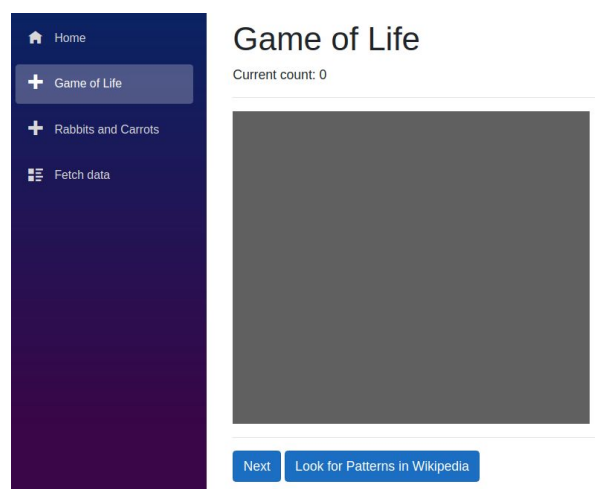 Home
Game of Life
Rabbits and Carrots
Fetch data
Game of Life
Current count: 0
Next
Look for Patterns in Wikipedia